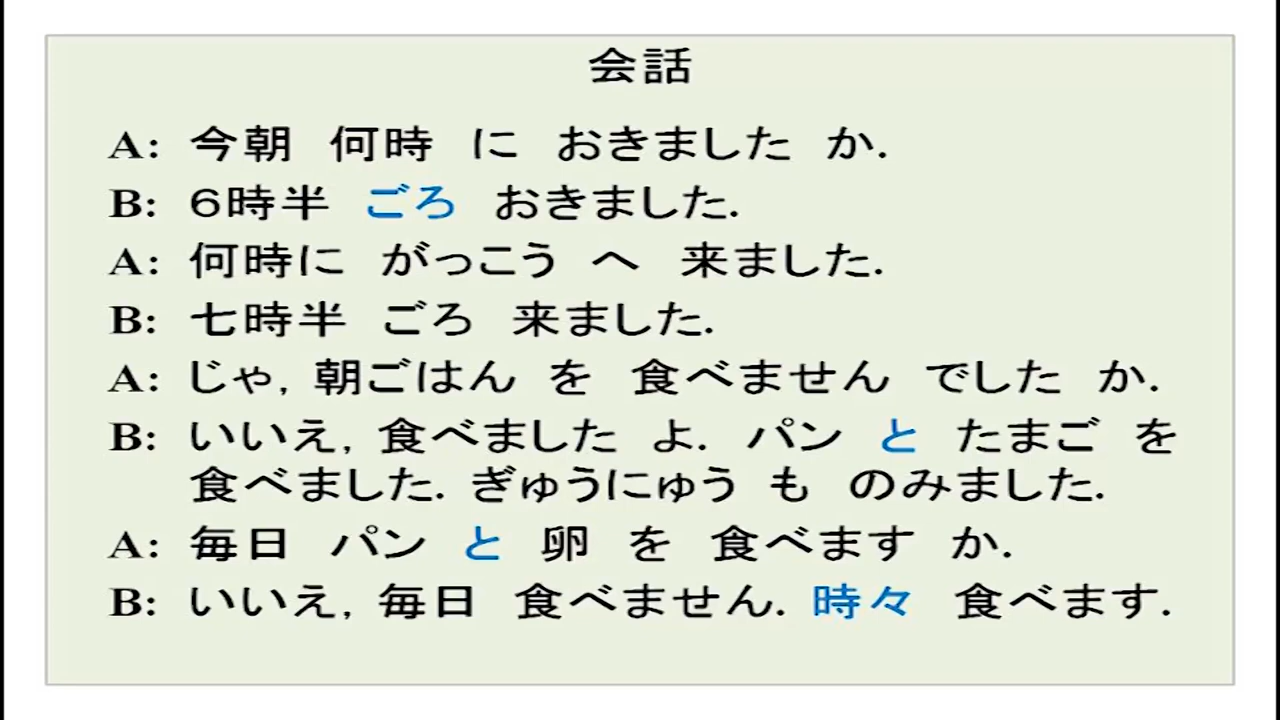 会話
A: 今朝 何時 に おきました か.
B: ６時半 ごろ おきました.
A: 何時に がっこう へ 来ました.
B: 七時半 ごろ 来ました.
A: じゃ, 朝ごはん を 食べません でした か.
B: いいえ, 食べました よ. パン と たまご を
食べました. ぎゅうにゅう も のみました.
A: 毎日 パン と 卵 を 食べます か.
B: いいえ, 毎日 食べません. 時々 食べます.